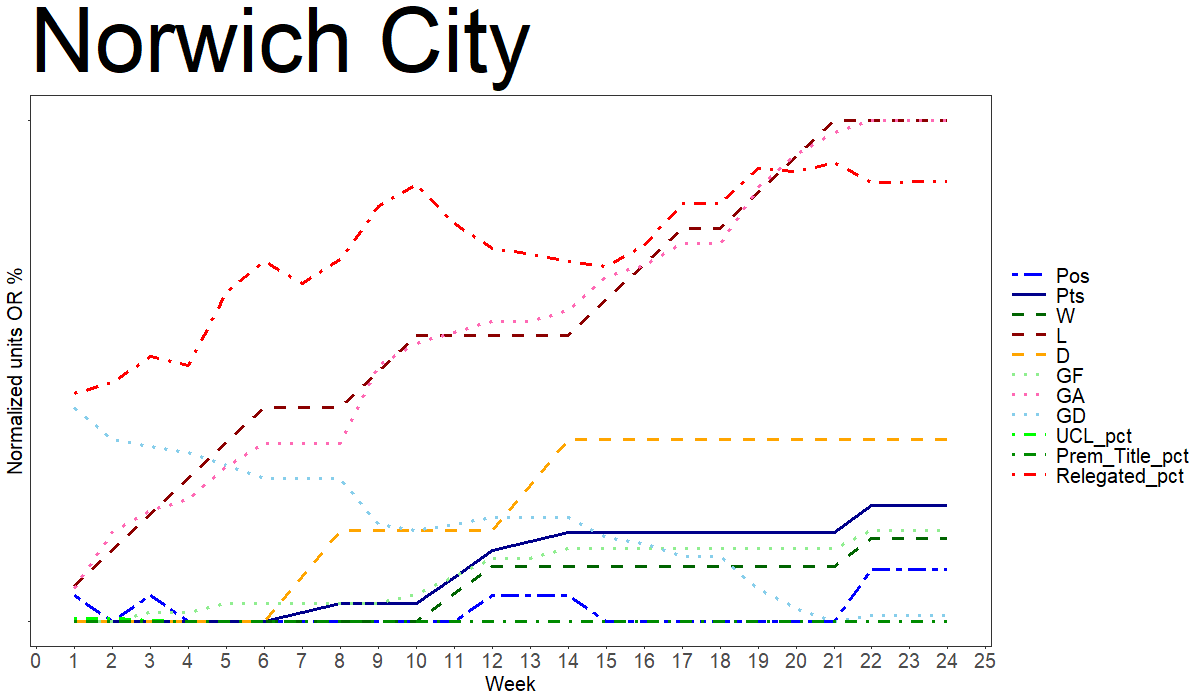 Norwich City
Normalized units OR %
0 1 2 3 4 5 6 7 8 9 10 11 12 13 14 15 16 17 18 19 20 21 22 23 24 25
Week
Pos
Pts
W
L
D
GF
GA
GD
UCL_pct
Prem_Title_pct
Relegated_pct